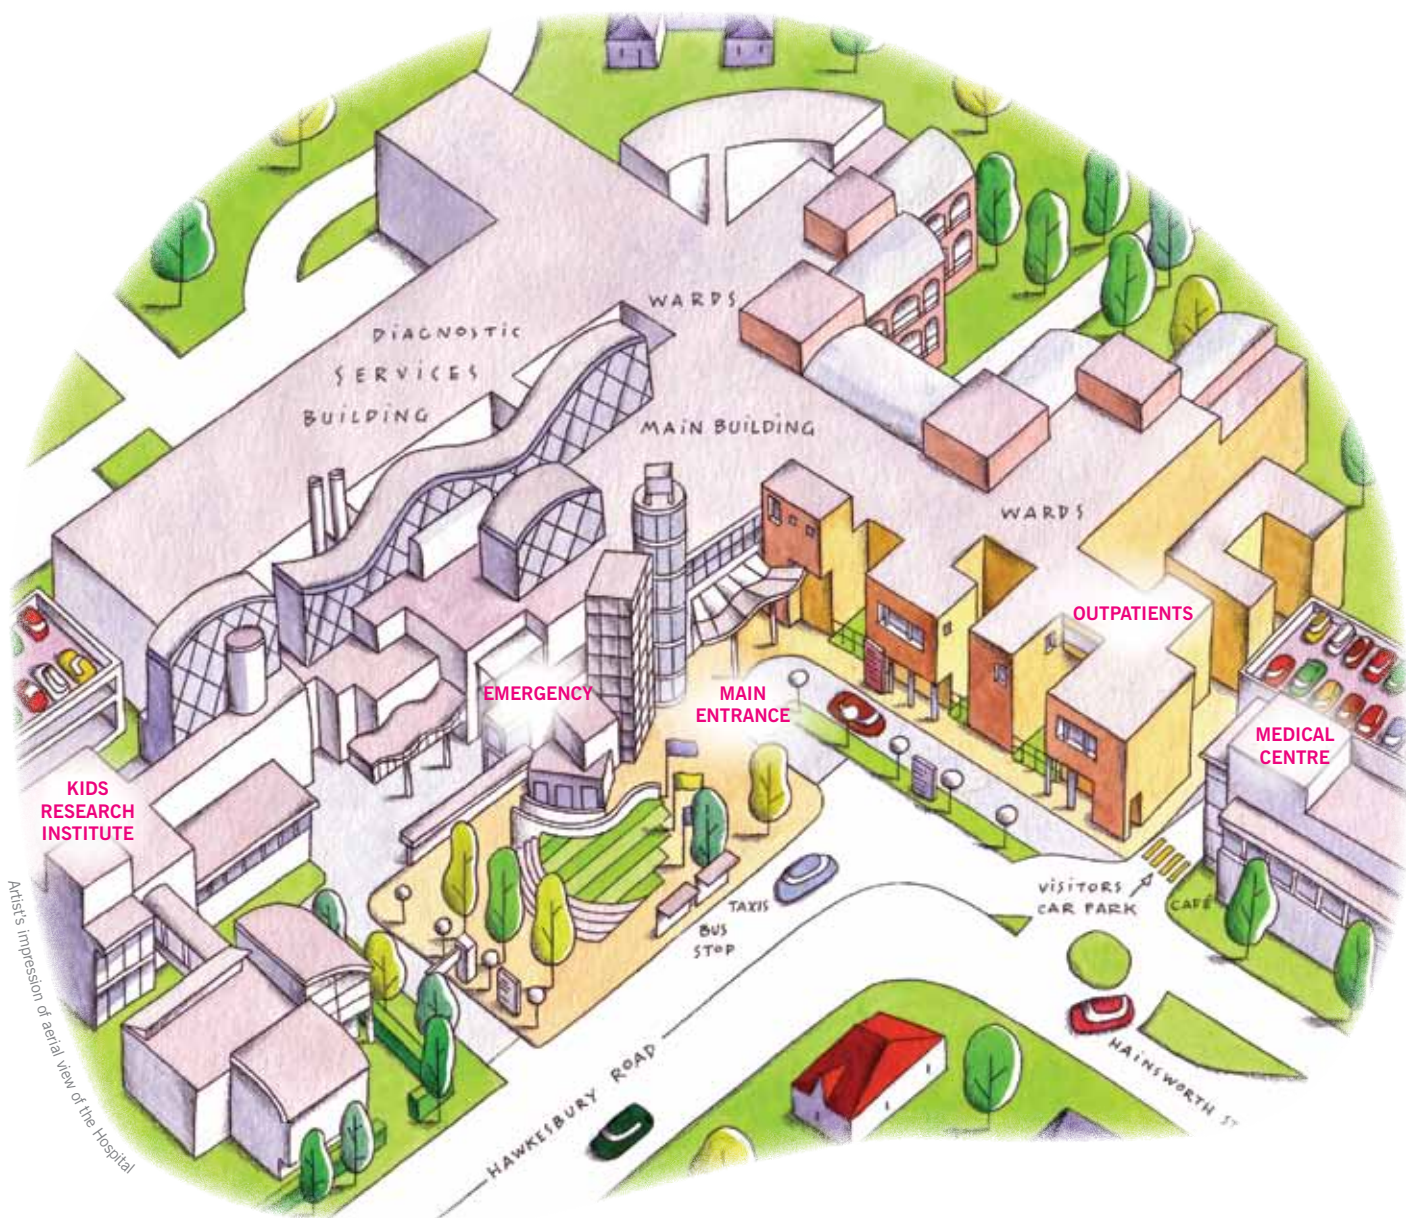 WARDS
DIAGNOSTIC
SERVICES
BUILDING
MAIN BUILDING
WARDS
OUTPATIENTS
EMERGENCY
MAIN
ENTRANCE
MEDICAL
CENTRE
KIDS
RESEARCH
INSTITUTE
VISITORS
CAR PARK
CAFÉ
TAXIS
BUS
STOP
HAWKESBURY ROAD
HAINSWORTH ST
Artist's impression of aerial view of the Hospital